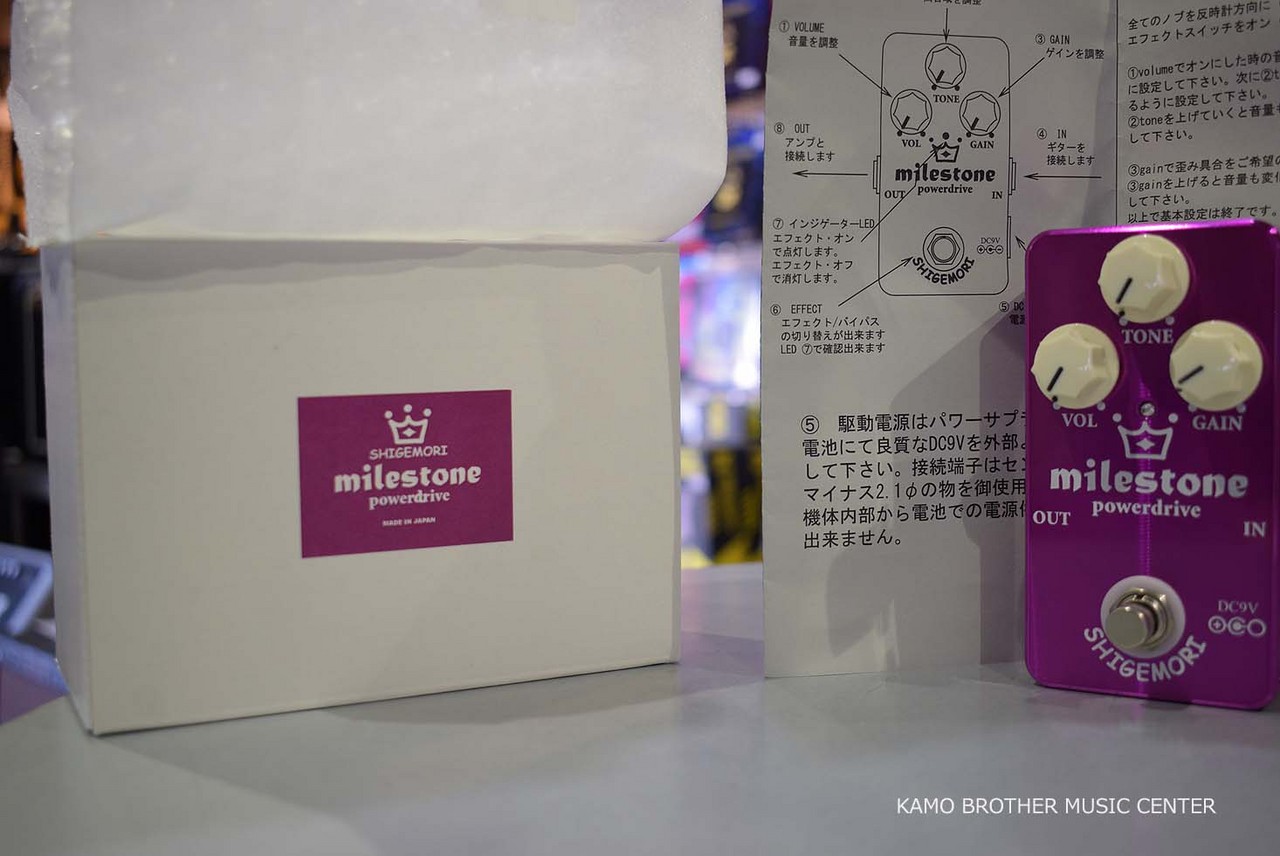 SHIGEMORI
milestone
powerdrive
MADE IN JAPAN
① VOLUME
音量を調整
③ GAIN
ゲインを調整
TONE
VOL
GAIN
⑧ OUT
アンプと
接続します
④ IN
ギターを
接続します
milestone
powerdrive
OUT
IN
⑦ インジゲーターLED
エフェクト・オン
で点灯します。
エフェクト・オフ
で消灯します。
DC9V
SHIGEMORI
⑥ EFFECT
エフェクト/バイパス
の切り替えが出来ます
LED ⑦で確認出来ます
⑤ DC
電源
⑤ 駆動電源はパワーサプラ
電池にて良質なDC9Vを外部よ
して下さい。接続端子はセン
マイナス2.1φの物を御使用
機体内部から電池での電源供
出来ません。
全てのノブを反時計方向に
エフェクトスイッチをオン
①volumeでオンにした時の音
に設定して下さい。次に②t
るように設定して下さい。
②toneを上げていくと音量も
して下さい。
③gainで歪み具合をご希望の
③gainを上げると音量も変化
して下さい。
以上で基本設定は終了です。
TONE
VOL
GAIN
milestone
powerdrive
OUT
IN
DC9V
SHIGEMORI
KAMO BROTHER MUSIC CENTER